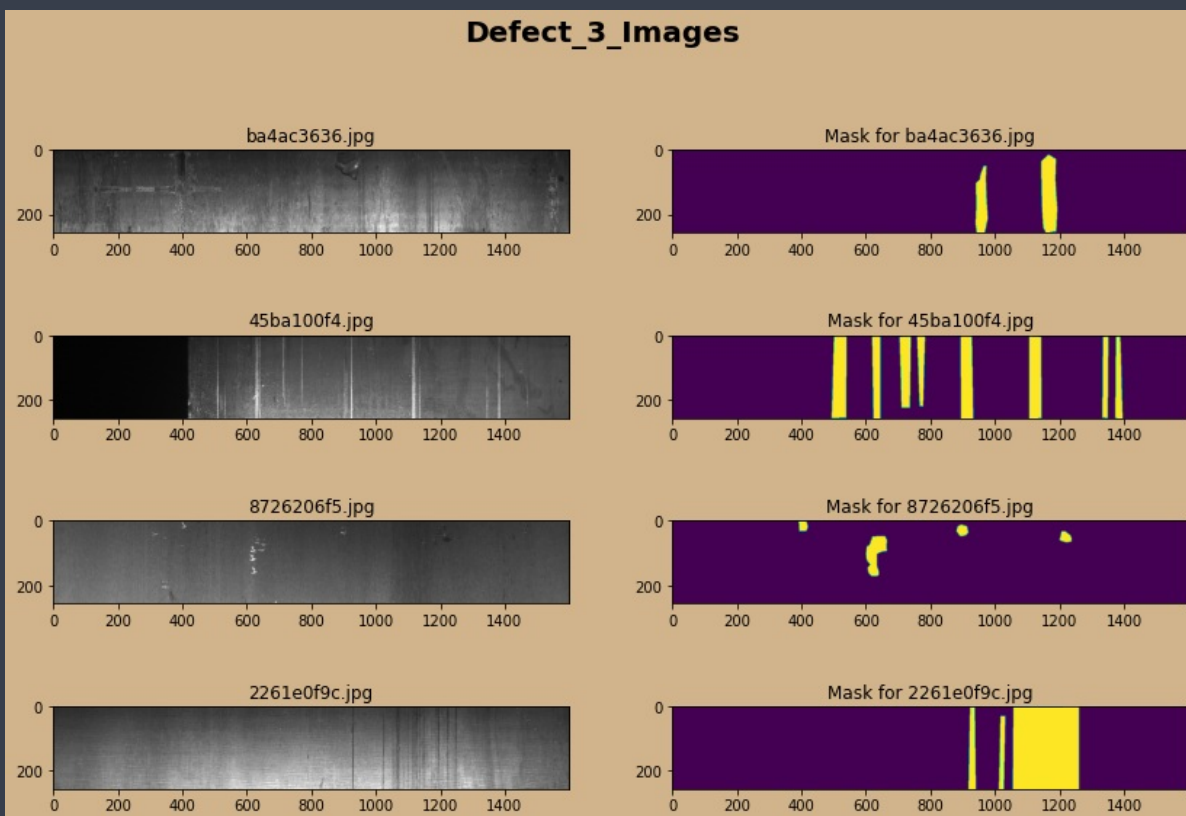 Defect_3_Images
ba4ac3636.jpg
Mask for ba4ac3636.jpg
0
200
0 200 400 600 800 1000 1200 1400
0
200
0 200 400 600 800 1000 1200 1400
45ba100f4.jpg
Mask for 45ba100f4.jpg
0
200
0 200 400 600 800 1000 1200 1400
0
200
0 200 400 600 800 1000 1200 1400
8726206f5.jpg
Mask for 8726206f5.jpg
0
200
0 200 400 600 800 1000 1200 1400
0
200
0 200 400 600 800 1000 1200 1400
2261e0f9c.jpg
Mask for 2261e0f9c.jpg
0
200
0 200 400 600 800 1000 1200 1400
0
200
0 200 400 600 800 1000 1200 1400